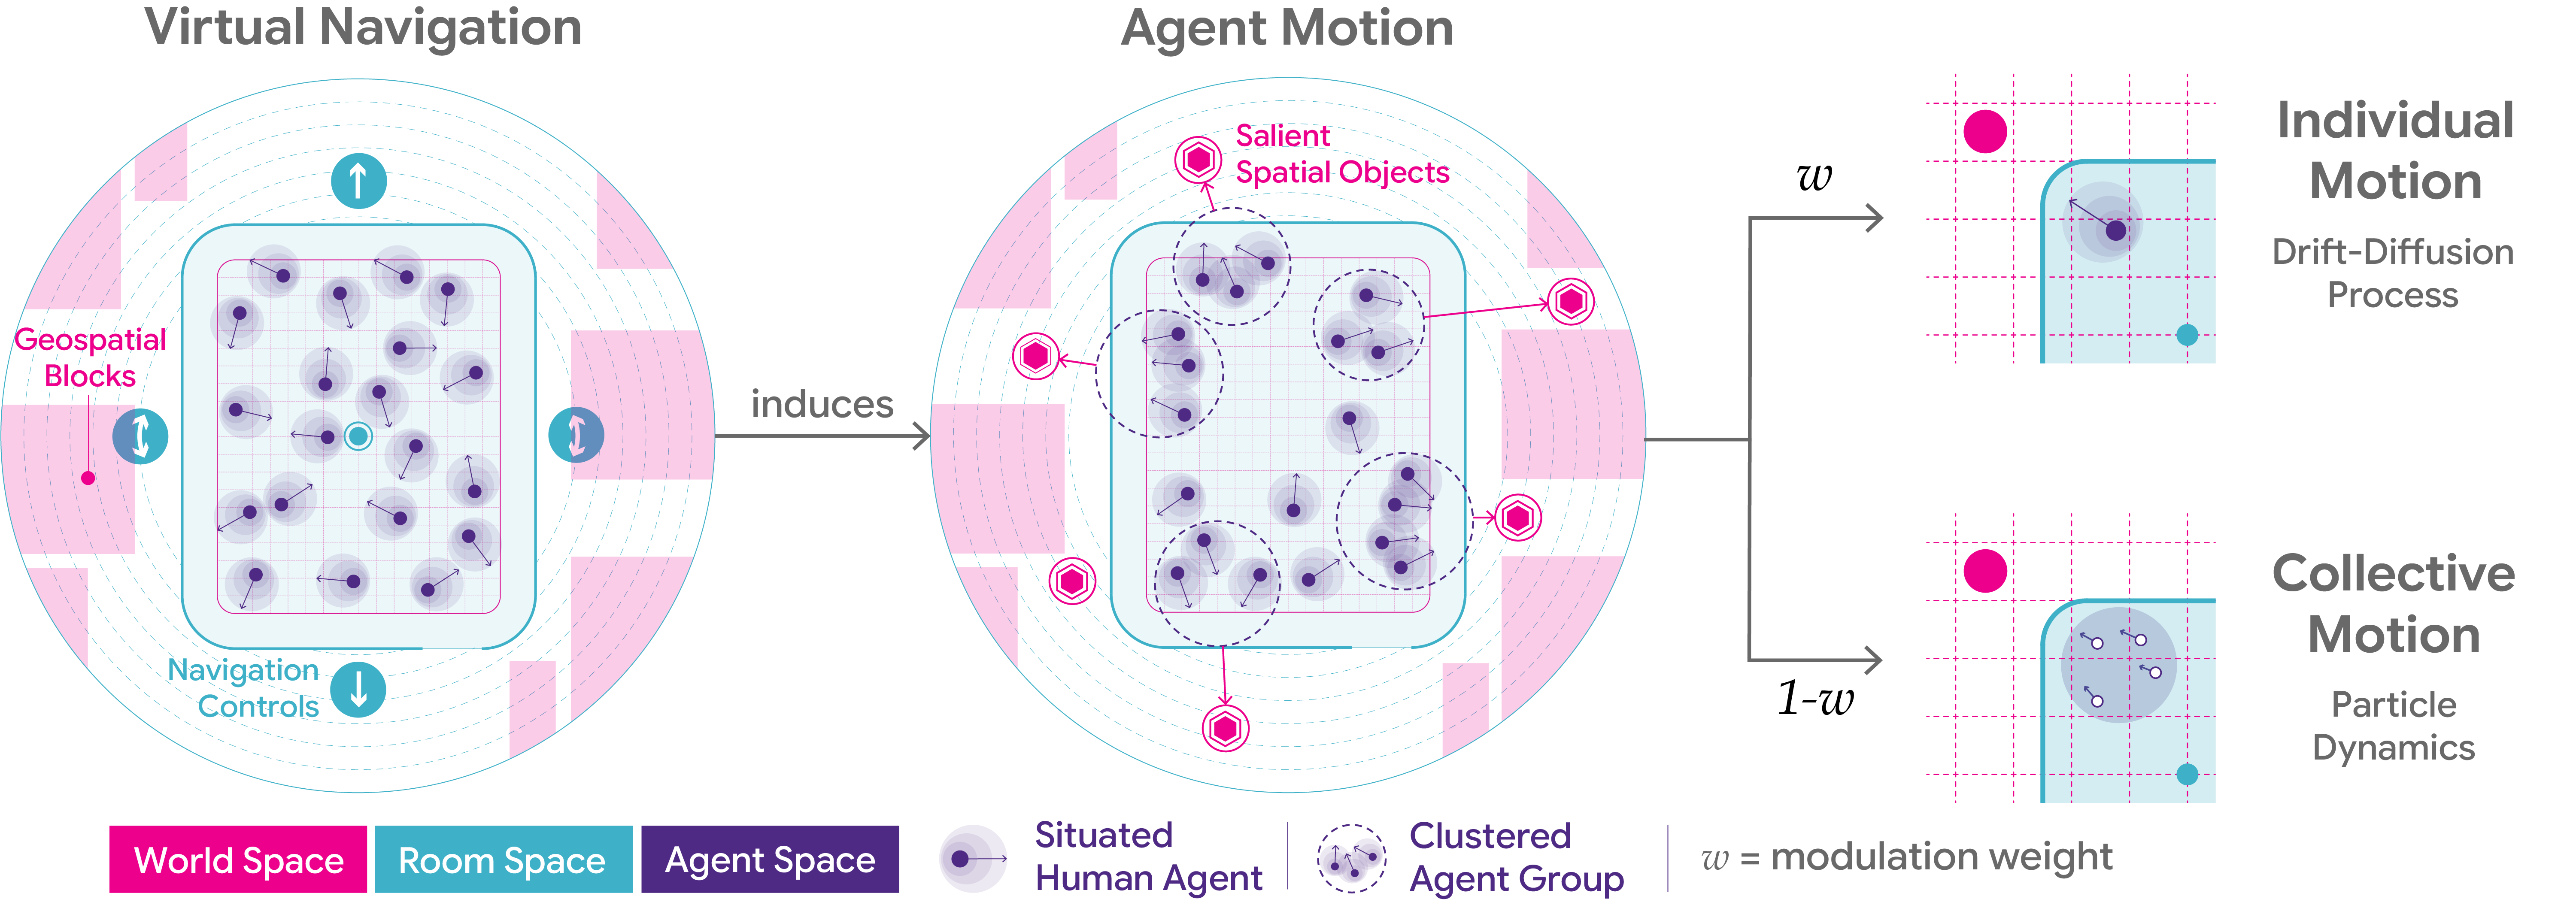 Virtual Navigation
Geospatial
Blocks
Navigation
Controls
induces
Agent Motion
Salient
Spatial Objects
w
1-w
Individual
Motion
Drift-Diffusion
Process
Collective
Motion
Particle
Dynamics
World Space
Room Space
Agent Space
Situated
Human Agent
Clustered
Agent Group
w = modulation weight